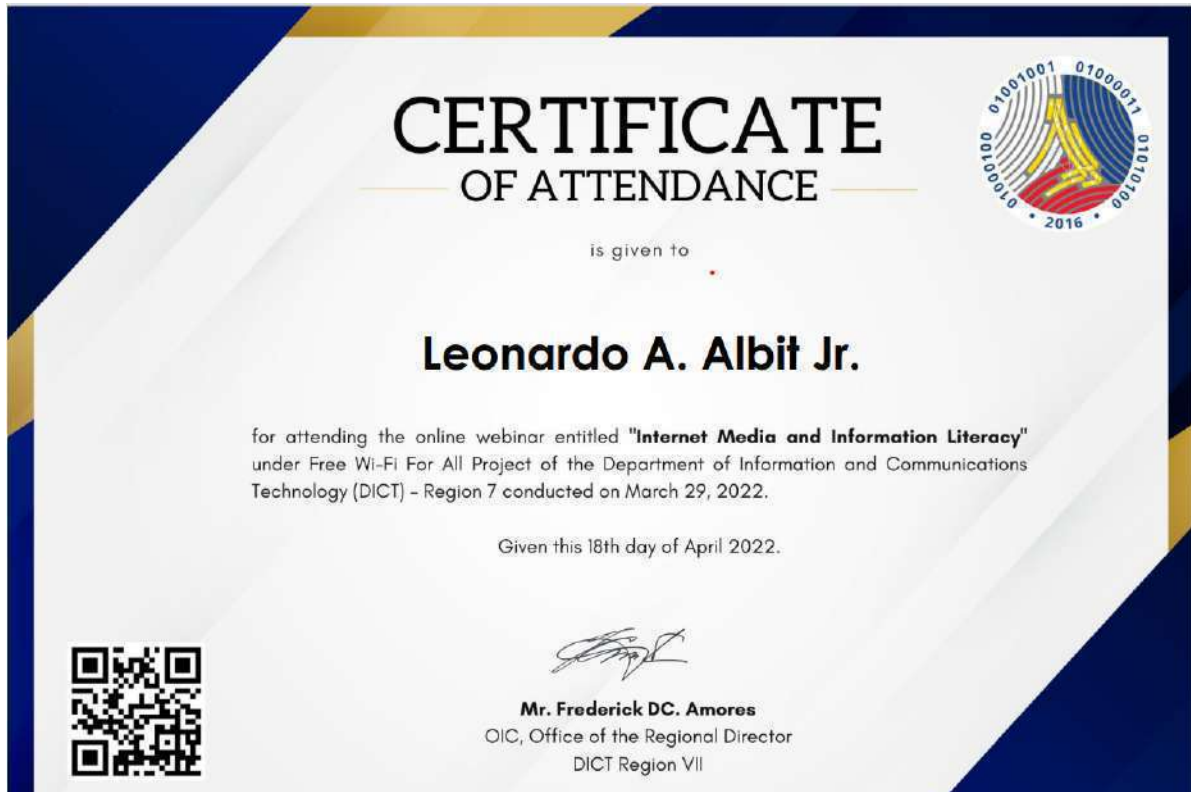 CERTIFICATE
OF ATTENDANCE
01000100 01001001 01000011 01010100
• 2016 •
is given to
Leonardo A. Albit Jr.
for attending the online webinar entitled "Internet Media and Information Literacy"
under Free Wi-Fi For All Project of the Department of Information and Communications
Technology (DICT) – Region 7 conducted on March 29, 2022.
Given this 18th day of April 2022.
Mr. Frederick DC. Amores
OIC, Office of the Regional Director
DICT Region VII